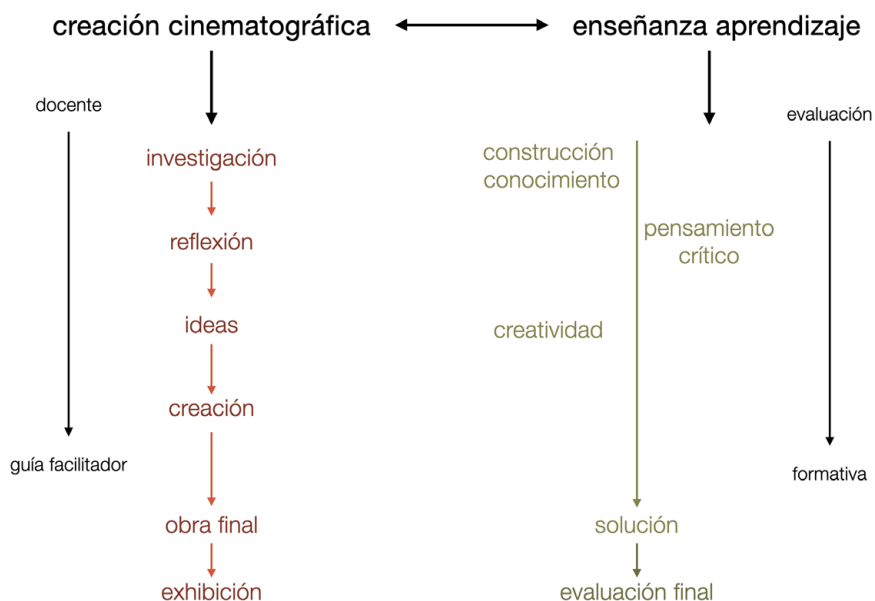 creación cinematográfica
enseñanza aprendizaje
docente
evaluación
investigación
construcción
conocimiento
reflexión
pensamiento
crítico
ideas
creatividad
creación
guía facilitador
formativa
obra final
solución
exhibición
evaluación final